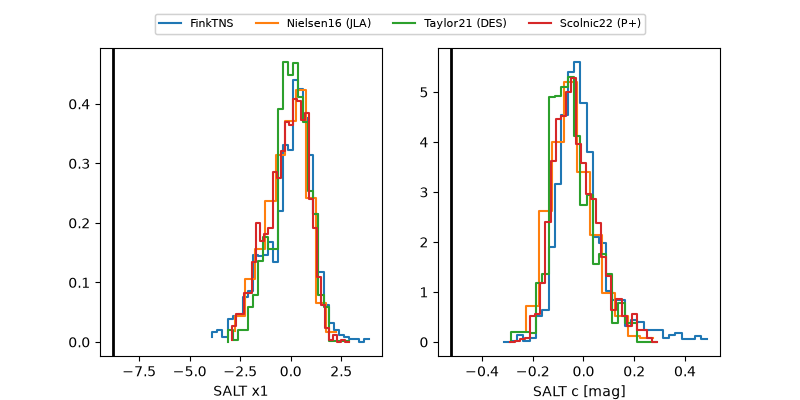 FinkTNS Nielsen16 (JLA) Taylor21 (DES) Scolnic22 (P+)
0.4
0.3
0.2
0.1
0.0
−7.5 −5.0 −2.5 0.0 2.5
SALT x1
5
4
3
2
1
0
−0.4 −0.2 0.0 0.2 0.4
SALT c [mag]